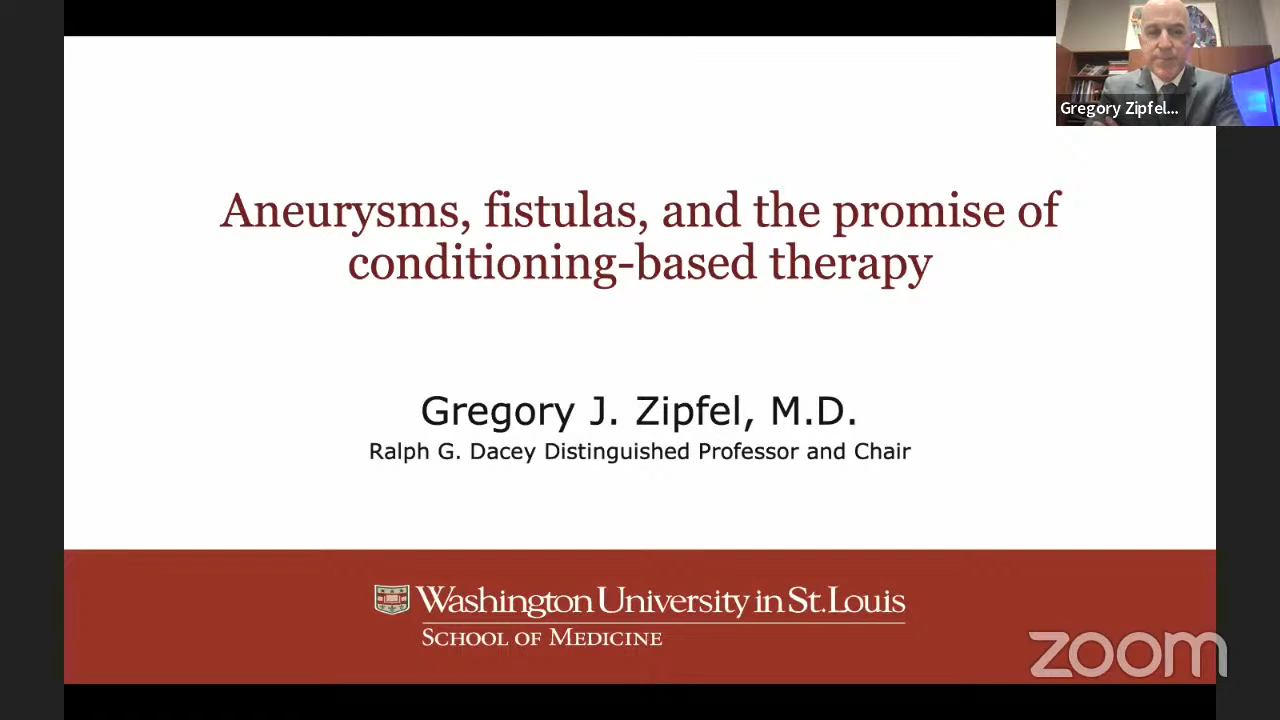 Gregory Zipfel...
Aneurysms, fistulas, and the promise of
conditioning-based therapy
Gregory J. Zipfel, M.D.
Ralph G. Dacey Distinguished Professor and Chair
Washington University in St. Louis
School of Medicine
zoom